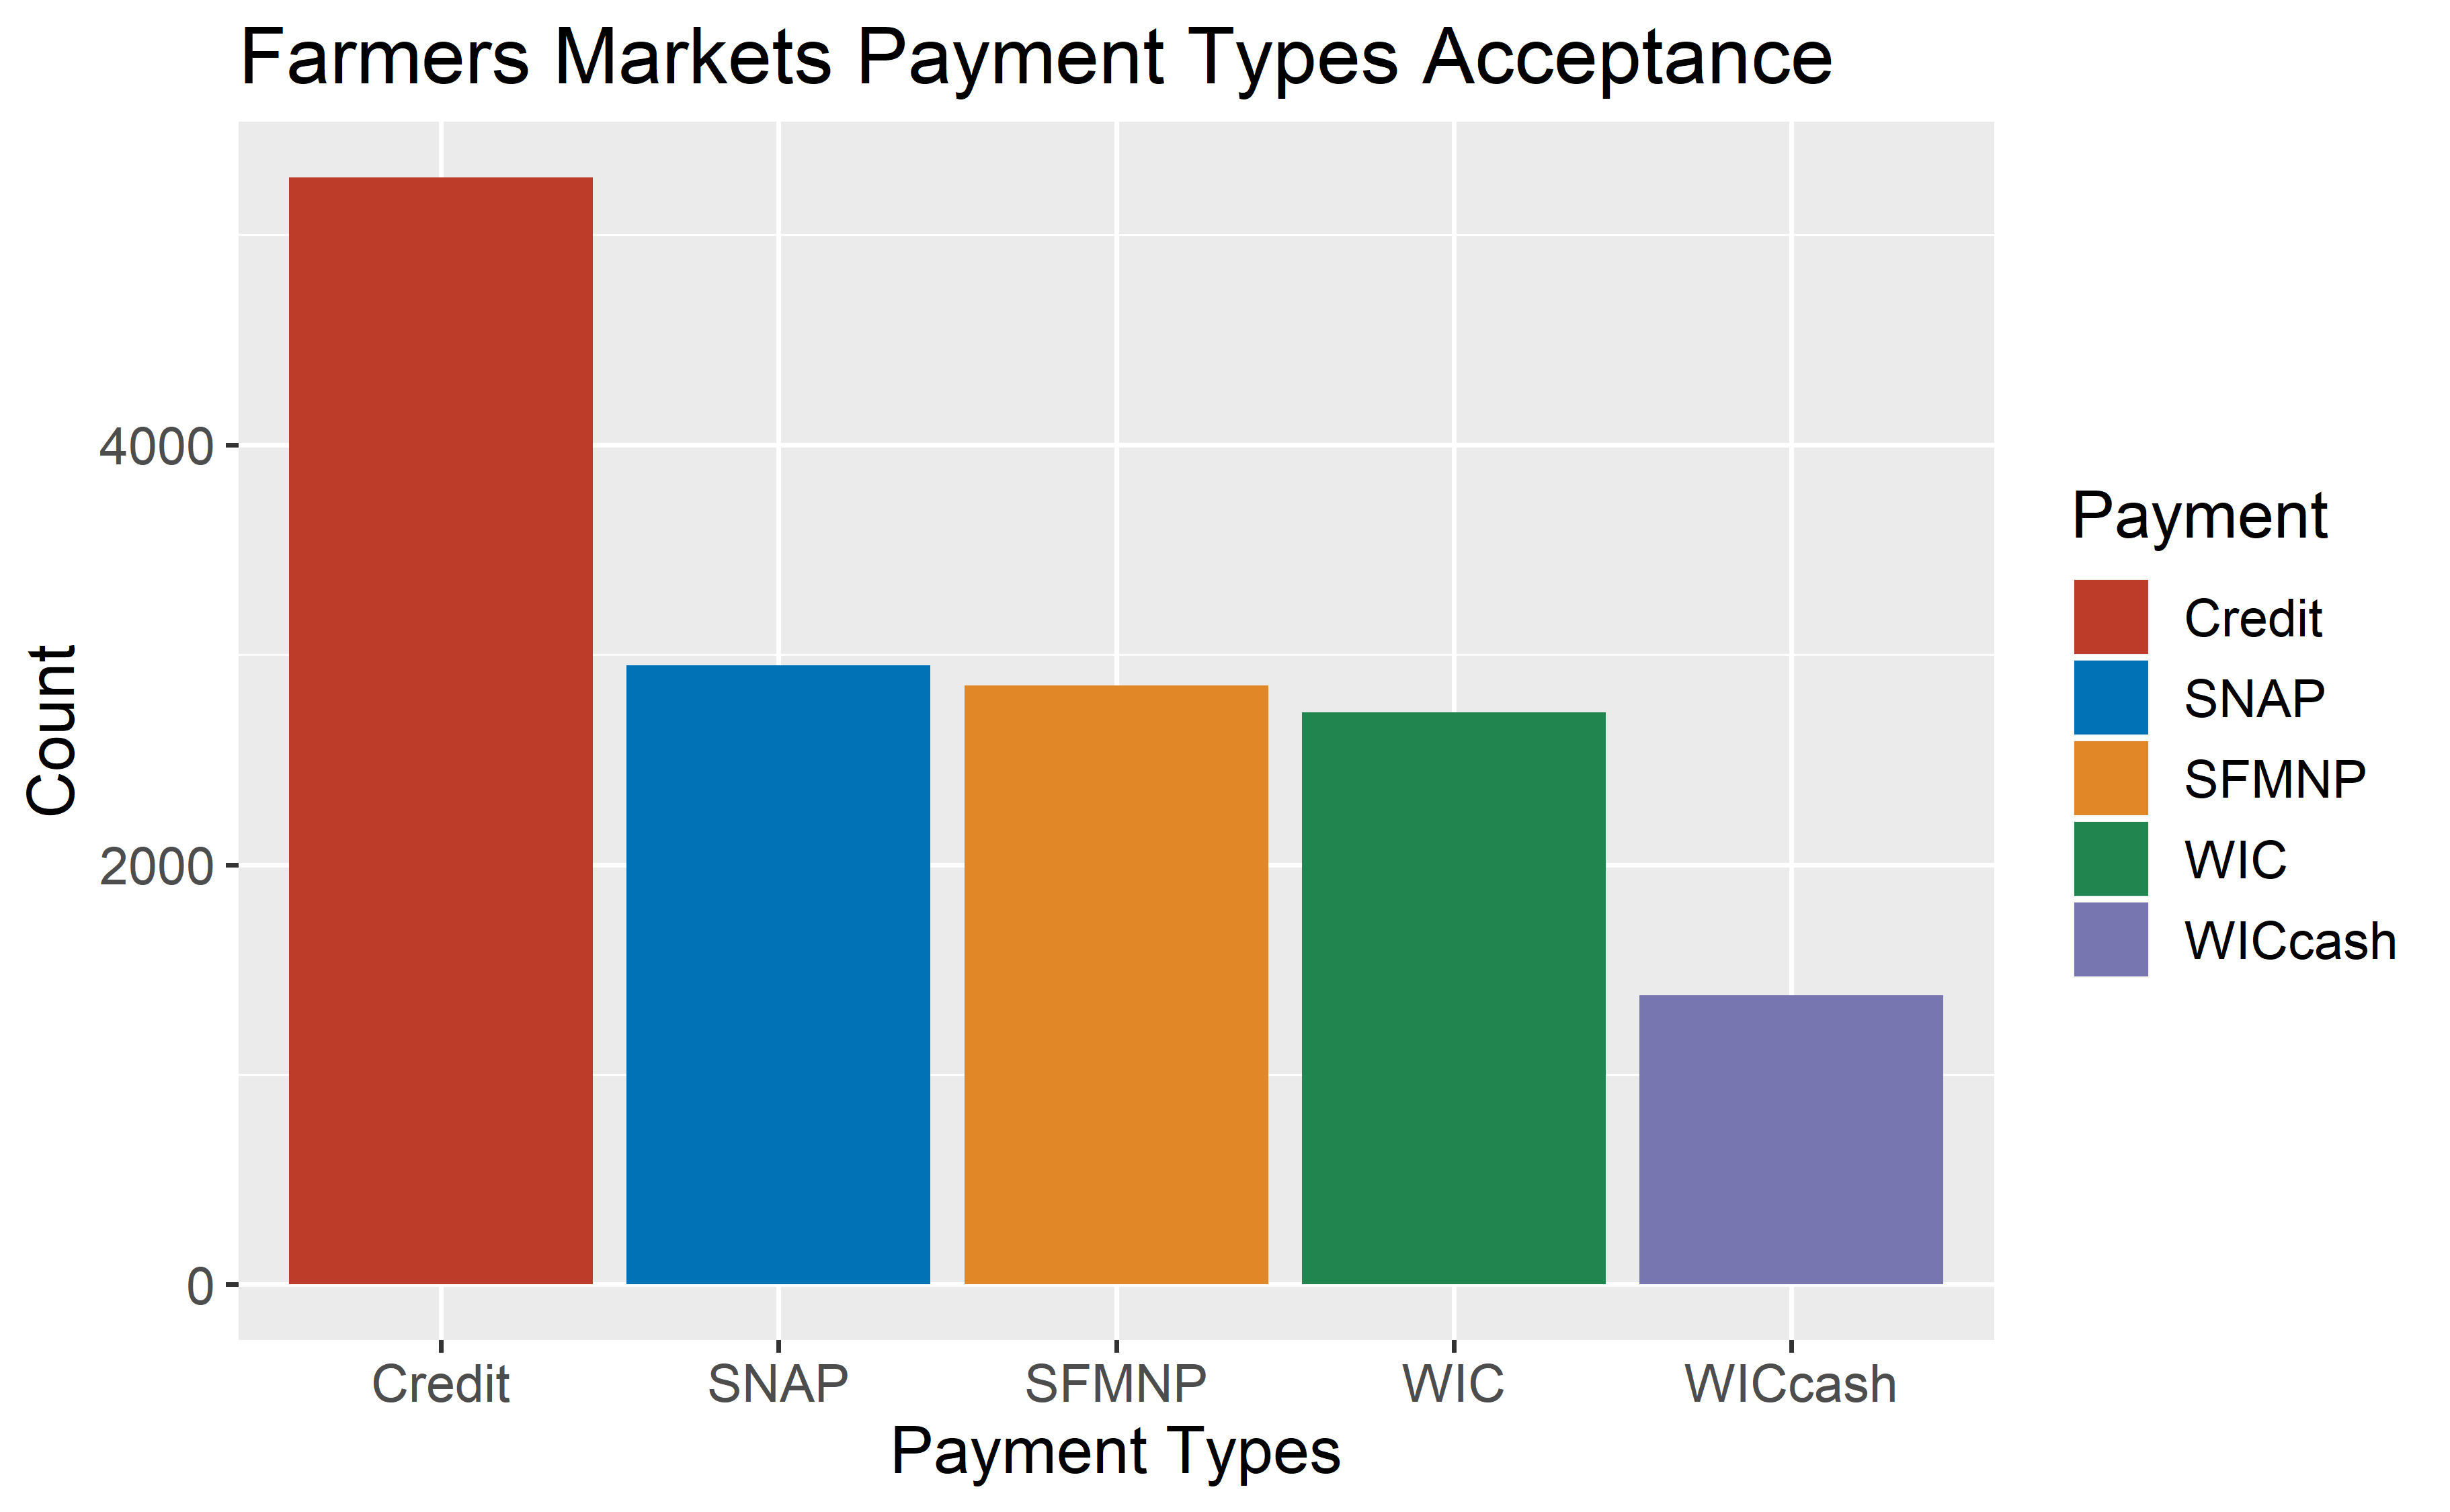 Farmers Markets Payment Types Acceptance
Count
4000
2000
0
Credit SNAP SFMNP WIC WICcash
Payment Types
Payment
Credit
SNAP
SFMNP
WIC
WICcash